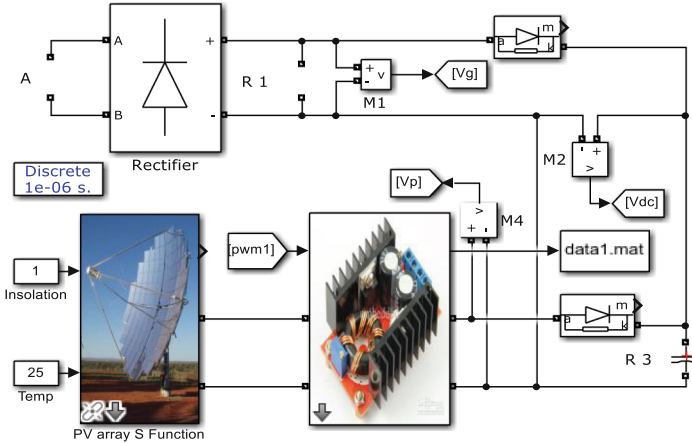 A
A
B
+
-
Rectifier
R 1
+
-
v
M1
[Vg]
a
m
k
M2
-
+
v
[Vdc]
Discrete
1e-06 s.
[Vp]
v
+
-
M4
[pwm1]
data1.mat
1
Insolation
25
Temp
PV array S Function
a
m
k
R 3